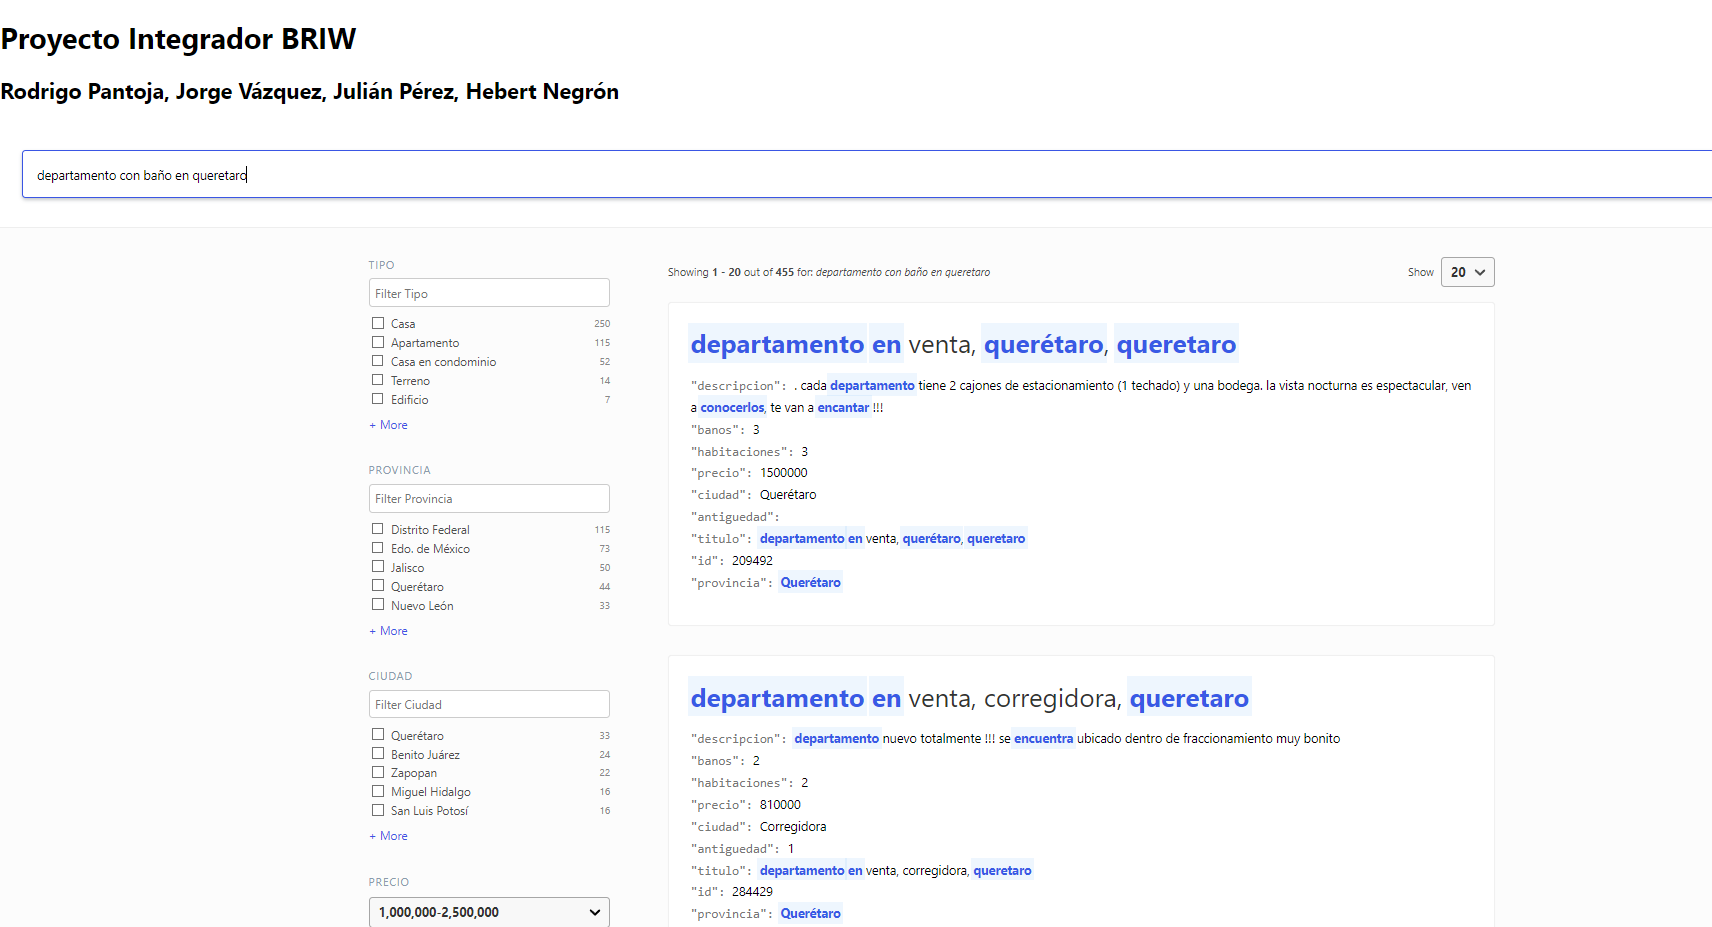 Proyecto Integrador BRIW
Rodrigo Pantoja, Jorge Vázquez, Julián Pérez, Hebert Negrón
departamento con baño en queretaro
TIPO
Filter Tipo
Casa 250
Apartamento 115
Casa en condominio 52
Terreno 14
Edificio 7
+ More
PROVINCIA
Filter Provincia
Distrito Federal 115
Edo. de México 73
Jalisco 50
Querétaro 44
Nuevo León 33
+ More
CIUDAD
Filter Ciudad
Querétaro 33
Benito Juárez 24
Zapopan 22
Miguel Hidalgo 16
San Luis Potosí 16
+ More
PRECIO
1,000,000-2,500,000
Showing 1 - 20 out of 455 for: departamento con baño en queretaro
Show 20
departamento en venta, querétaro, queretaro
"descripcion": . cada departamento tiene 2 cajones de estacionamiento (1 techado) y una bodega. la vista nocturna es espectacular, ven
a conocerlos, te van a encantar !!!
"banos": 3
"habitaciones": 3
"precio": 1500000
"ciudad": Querétaro
"antiguedad":
"titulo": departamento en venta, querétaro, queretaro
"id": 209492
"provincia": Querétaro
departamento en venta, corregidora, queretaro
"descripcion": departamento nuevo totalmente !!! se encuentra ubicado dentro de fraccionamiento muy bonito
"banos": 2
"habitaciones": 2
"precio": 810000
"ciudad": Corregidora
"antiguedad": 1
"titulo": departamento en venta, corregidora, queretaro
"id": 284429
"provincia": Querétaro